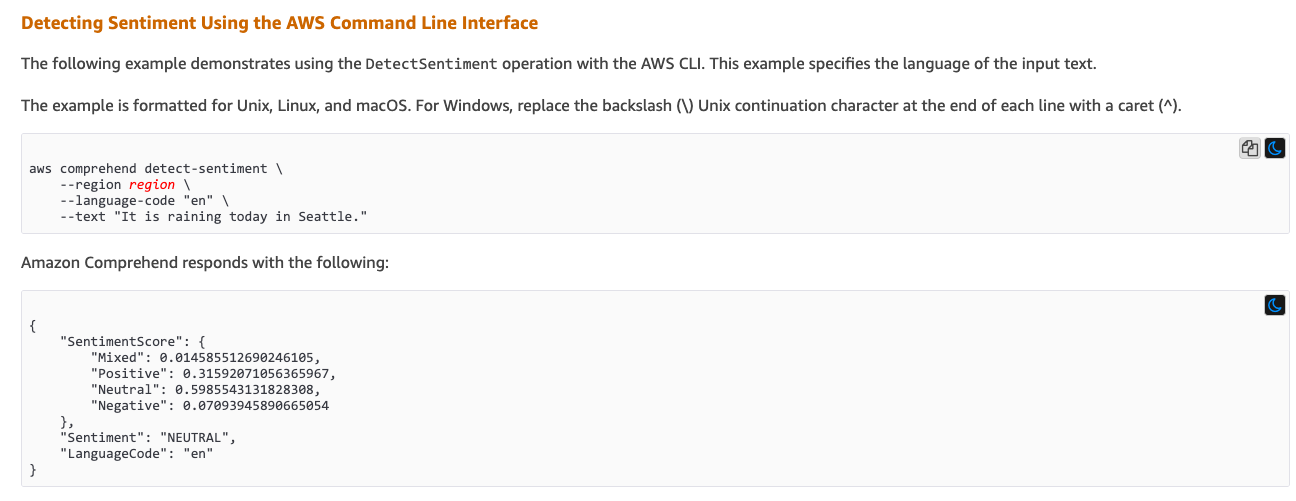 Detecting Sentiment Using the AWS Command Line Interface
The following example demonstrates using the DetectSentiment operation with the AWS CLI. This example specifies the language of the input text.
The example is formatted for Unix, Linux, and macOS. For Windows, replace the backslash (\) Unix continuation character at the end of each line with a caret (^).
aws comprehend detect-sentiment \
    --region region \
    --language-code "en" \
    --text "It is raining today in Seattle."
Amazon Comprehend responds with the following:
{
    "SentimentScore": {
        "Mixed": 0.014585512690246105,
        "Positive": 0.31592071056365967,
        "Neutral": 0.5985543131828308,
        "Negative": 0.07093945890665054
    },
    "Sentiment": "NEUTRAL",
    "LanguageCode": "en"
}